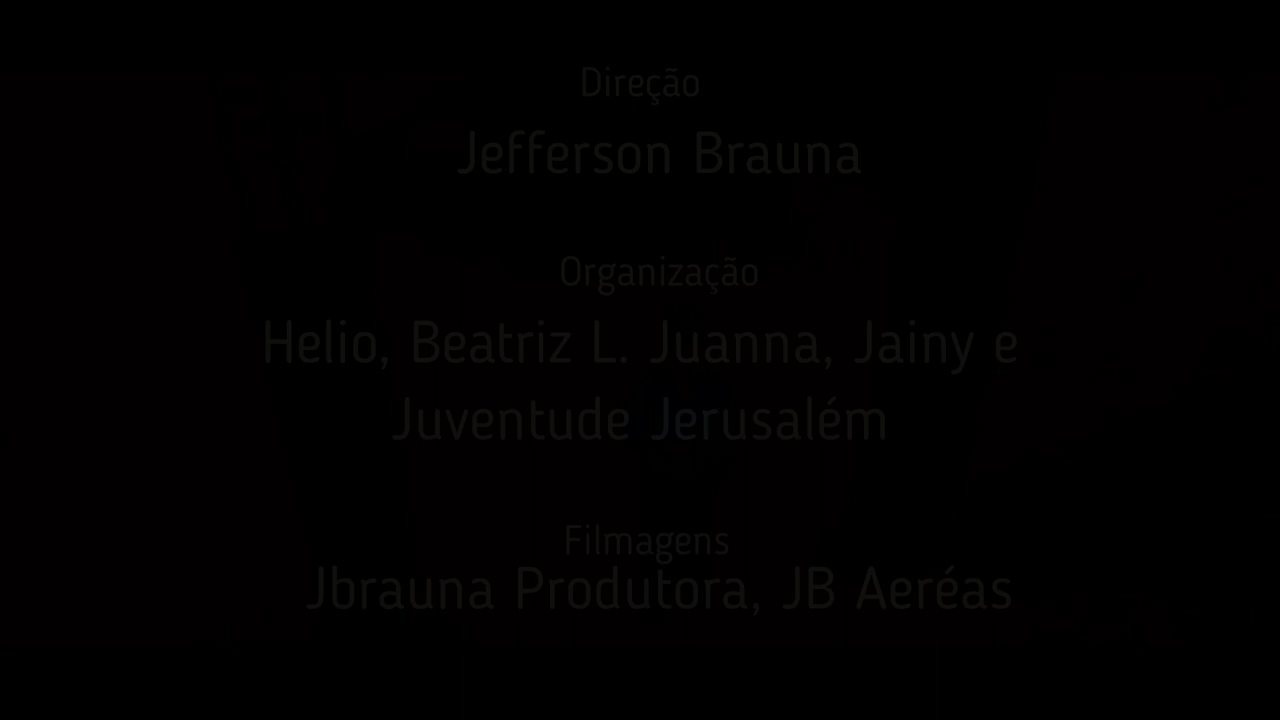 Direção
Jefferson Brauna
Organização
Helio, Beatriz L. Juanna, Jainy e
Juventude Jerusalém
Filmagens
Jbrauna Produtora, JB Aeréas